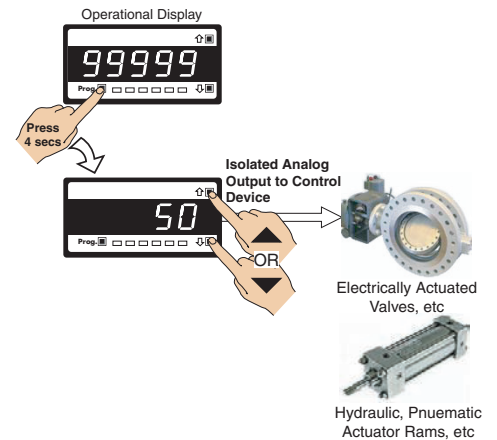 Operational Display
99999
Prog.
Press
4 secs
Isolated Analog
Output to Control
Device
50
Prog.
OR
Electrically Actuated
Valves, etc
Hydraulic, Pnuematic
Actuator Rams, etc